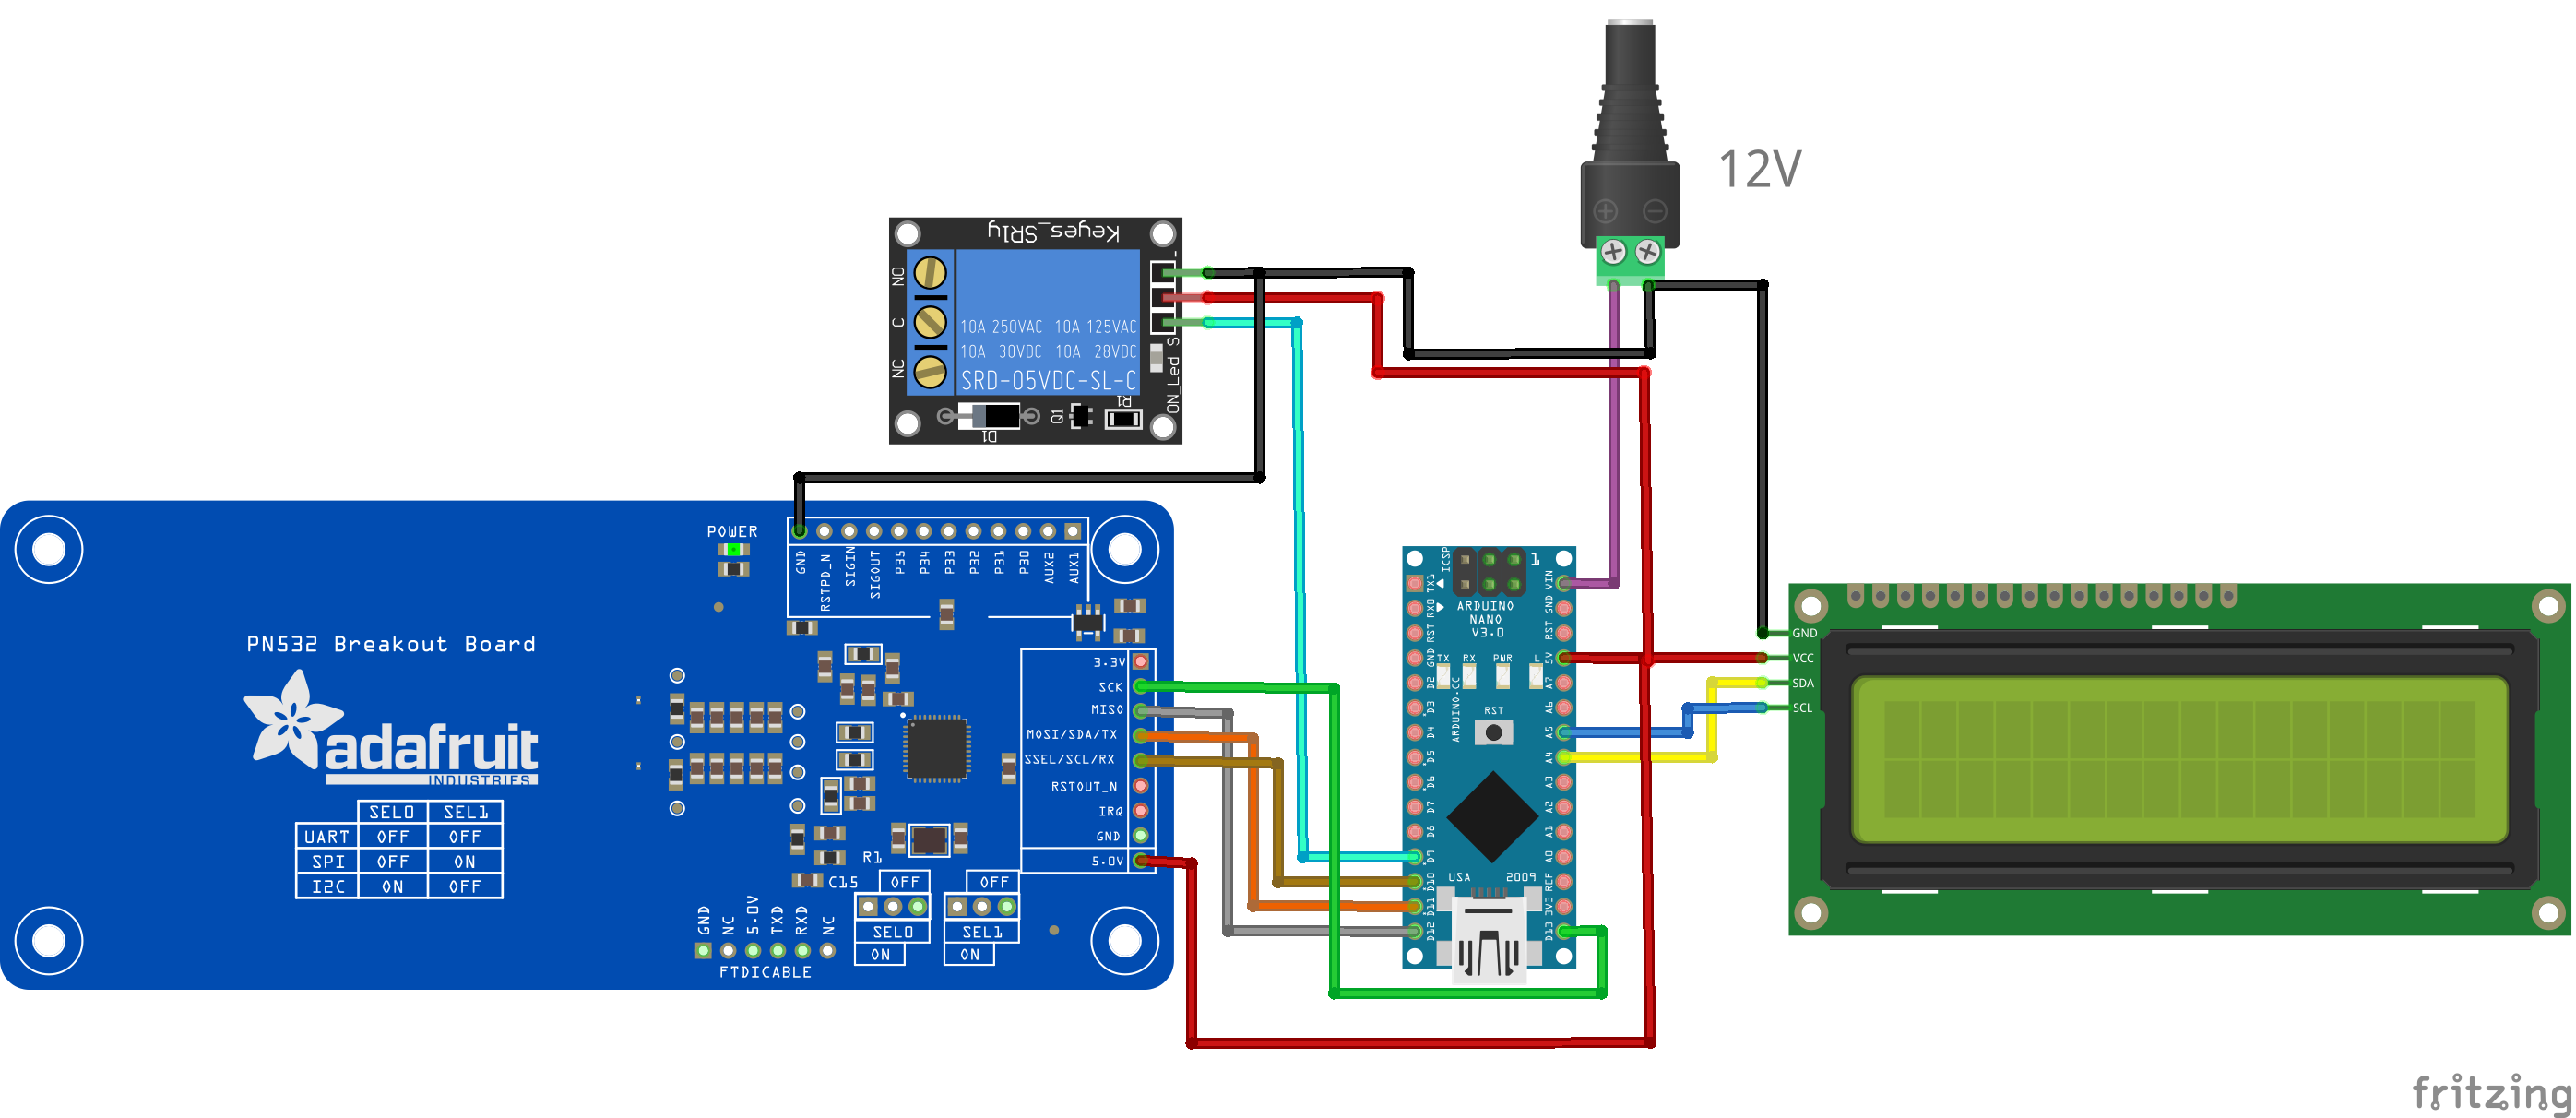 12V
Keyes_SR1y
NO
C
NC
10A 250VAC 10A 125VAC
10A 30VDC 10A 28VDC
SRD-05VDC-SL-C
-
S
ON_Led
D1
Q1
R1
POWER
GND
RSTPD_N
SIGIN
SIGOUT
P35
P34
P33
P32
P31
P30
AUX2
AUX1
PN532 Breakout Board
adafruit
INDUSTRIES
SEL0 SEL1
UART OFF OFF
SPI OFF ON
I2C ON OFF
3.3V
SCK
MISO
MOSI/SDA/TX
SSEL/SCL/RX
RSTOUT_N
IRQ
GND
5.0V
R1
C15
OFF
SEL0
ON
OFF
SEL1
ON
GND
NC
5.0V
TXD
RXD
NC
FTDICABLE
ICSP
1
ARDUINO
NANO
V3.0
TX RX PWR L
ARDUINO.CC
RST
USA 2009
TX1
RX0
RST
GND
D2
D3
D4
D5
D6
D7
D8
D9
D10
D11
D12
VIN
GND
RST
5V
A7
A6
A5
A4
A3
A2
A1
A0
REF
3V3
D13
GND
VCC
SDA
SCL
fritzing